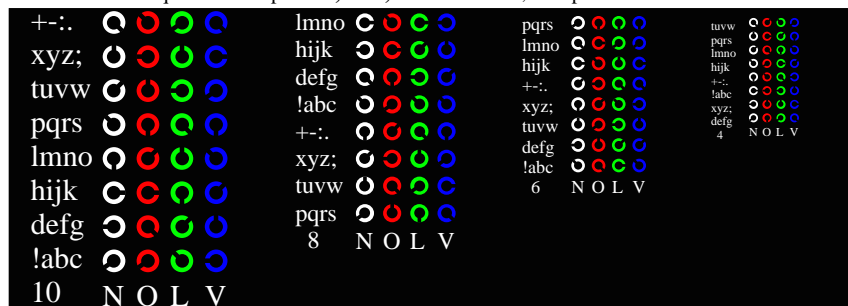 +-:.
xyz;
tuvw
pqrs
lmno
hijk
defg
!abc
10 N O L V
lmno
hijk
defg
!abc
+-:.
xyz;
tuvw
pqrs
8 N O L V
pqrs
lmno
hijk
+-:.
xyz;
tuvw
defg
!abc
6 N O L V
tuvw
pqrs
lmno
hijk
+-:.
!abc
xyz;
defg
4 N O L V